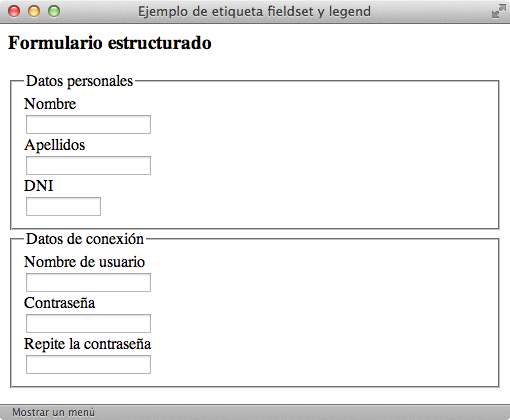 Ejemplo de etiqueta fieldset y legend
Formulario estructurado
Datos personales
Nombre
Apellidos
DNI
Datos de conexión
Nombre de usuario
Contraseña
Repite la contraseña
Mostrar un menú